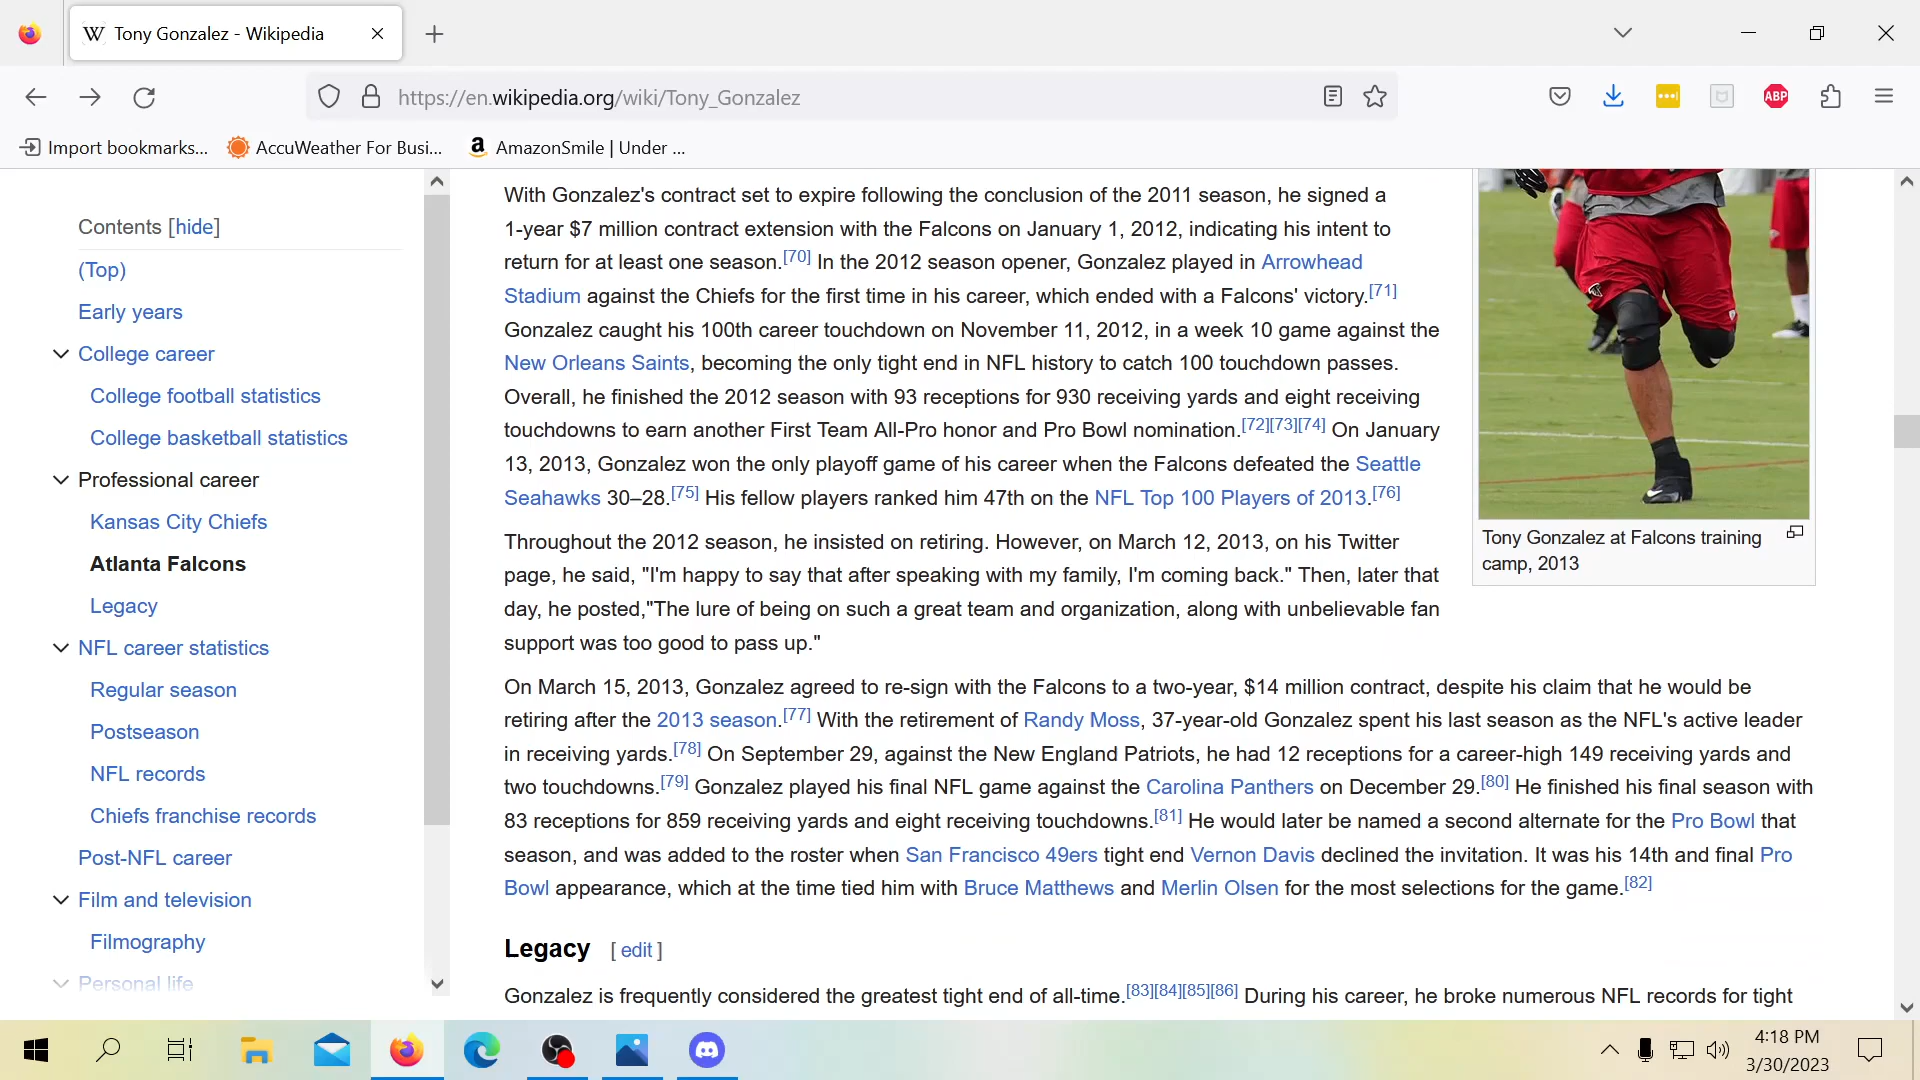 Tony Gonzalez - Wikipedia
https://en.wikipedia.org/wiki/Tony_Gonzalez
ABP
Import bookmarks...
AccuWeather For Busi...
a
AmazonSmile | Under ...
Contents [hide]
(Top)
Early years
College career
College football statistics
College basketball statistics
Professional career
Kansas City Chiefs
Atlanta Falcons
Legacy
NFL career statistics
Regular season
Postseason
NFL records
Chiefs franchise records
Post-NFL career
Film and television
Filmography
Personal life
With Gonzalez's contract set to expire following the conclusion of the 2011 season, he signed a
1-year $7 million contract extension with the Falcons on January 1, 2012, indicating his intent to
return for at least one season.[70] In the 2012 season opener, Gonzalez played in Arrowhead
Stadium against the Chiefs for the first time in his career, which ended with a Falcons' victory.[71]
Gonzalez caught his 100th career touchdown on November 11, 2012, in a week 10 game against the
New Orleans Saints, becoming the only tight end in NFL history to catch 100 touchdown passes.
Overall, he finished the 2012 season with 93 receptions for 930 receiving yards and eight receiving
touchdowns to earn another First Team All-Pro honor and Pro Bowl nomination.[72][73][74] On January
13, 2013, Gonzalez won the only playoff game of his career when the Falcons defeated the Seattle
Seahawks 30–28.[75] His fellow players ranked him 47th on the NFL Top 100 Players of 2013.[76]
Tony Gonzalez at Falcons training
camp, 2013
Throughout the 2012 season, he insisted on retiring. However, on March 12, 2013, on his Twitter
page, he said, "I'm happy to say that after speaking with my family, I'm coming back." Then, later that
day, he posted,"The lure of being on such a great team and organization, along with unbelievable fan
support was too good to pass up."
On March 15, 2013, Gonzalez agreed to re-sign with the Falcons to a two-year, $14 million contract, despite his claim that he would be
retiring after the 2013 season.[77] With the retirement of Randy Moss, 37-year-old Gonzalez spent his last season as the NFL's active leader
in receiving yards.[78] On September 29, against the New England Patriots, he had 12 receptions for a career-high 149 receiving yards and
two touchdowns.[79] Gonzalez played his final NFL game against the Carolina Panthers on December 29.[80] He finished his final season with
83 receptions for 859 receiving yards and eight receiving touchdowns.[81] He would later be named a second alternate for the Pro Bowl that
season, and was added to the roster when San Francisco 49ers tight end Vernon Davis declined the invitation. It was his 14th and final Pro
Bowl appearance, which at the time tied him with Bruce Matthews and Merlin Olsen for the most selections for the game.[82]
Legacy [ edit ]
Gonzalez is frequently considered the greatest tight end of all-time.[83][84][85][86] During his career, he broke numerous NFL records for tight
4:18 PM
3/30/2023